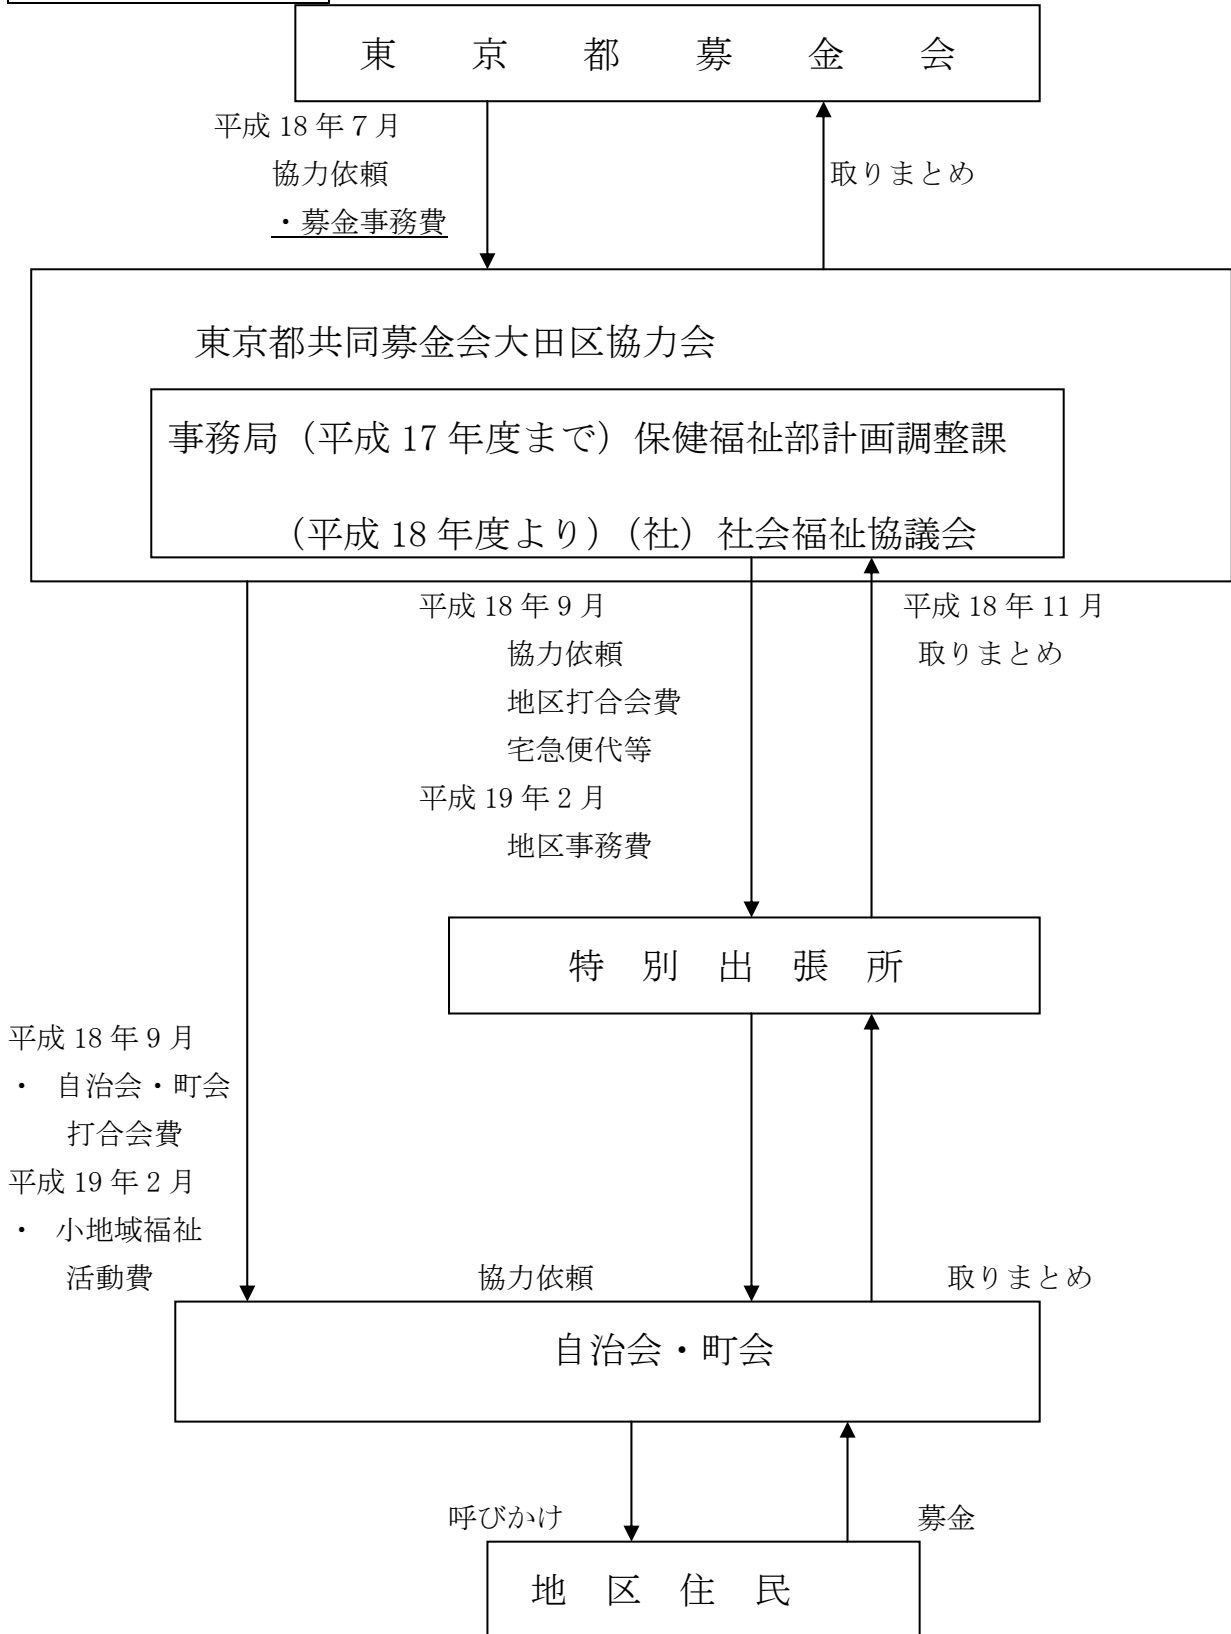 東京都募金会
平成 18 年 7 月
協力依頼
・募金事務費
取りまとめ
東京都共同募金会大田区協力会
事務局（平成 17 年度まで）保健福祉部計画調整課
（平成 18 年度より）（社）社会福祉協議会
平成 18 年 9 月
協力依頼
地区打合会費
宅急便代等
平成 19 年 2 月
地区事務費
平成 18 年 11 月
取りまとめ
特別出張所
平成 18 年 9 月
・ 自治会・町会
打合会費
平成 19 年 2 月
・ 小地域福祉
活動費
協力依頼
取りまとめ
自治会・町会
呼びかけ
募金
地区住民